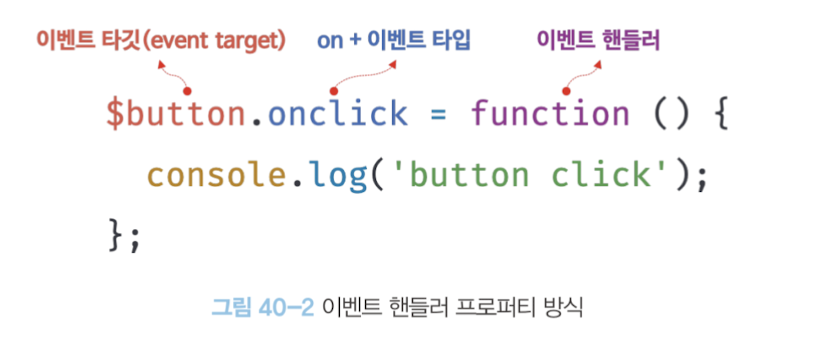 이벤트 타깃(event target) on + 이벤트 타입 이벤트 핸들러
$button.onclick = function () {
  console.log('button click');
};
그림 40-2 이벤트 핸들러 프로퍼티 방식